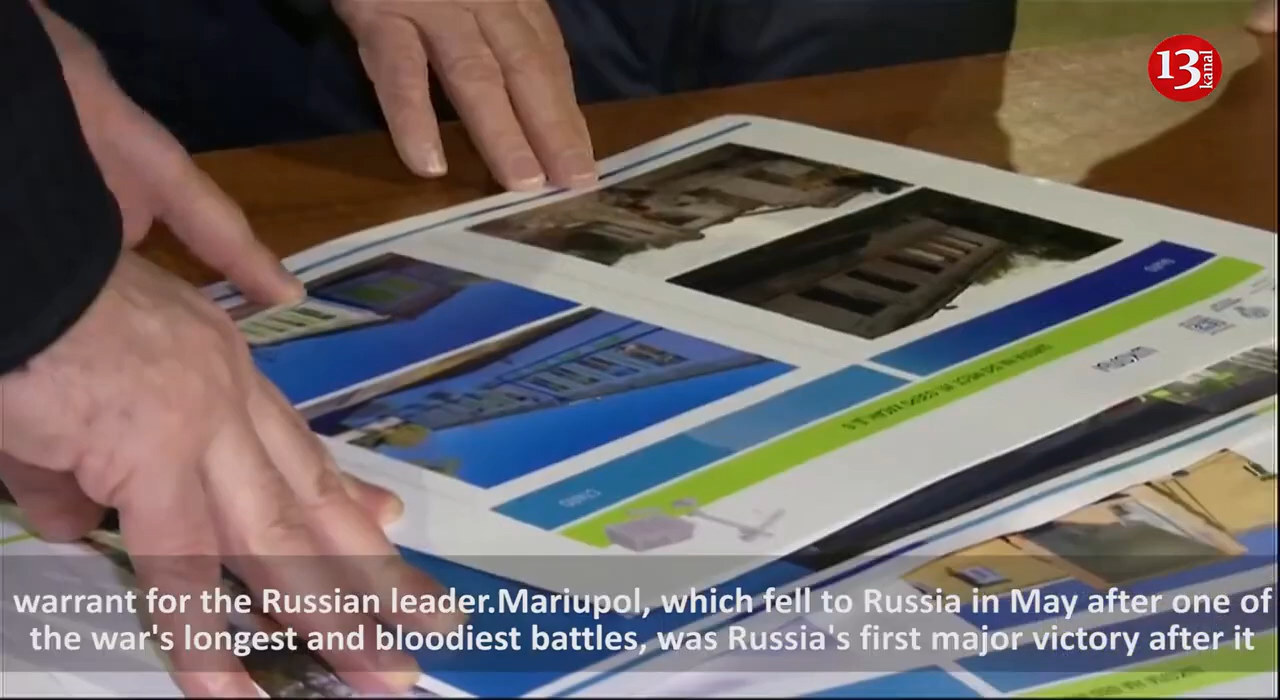 13
kanal
warrant for the Russian leader.Mariupol, which fell to Russia in May after one of
the war's longest and bloodiest battles, was Russia's first major victory after it